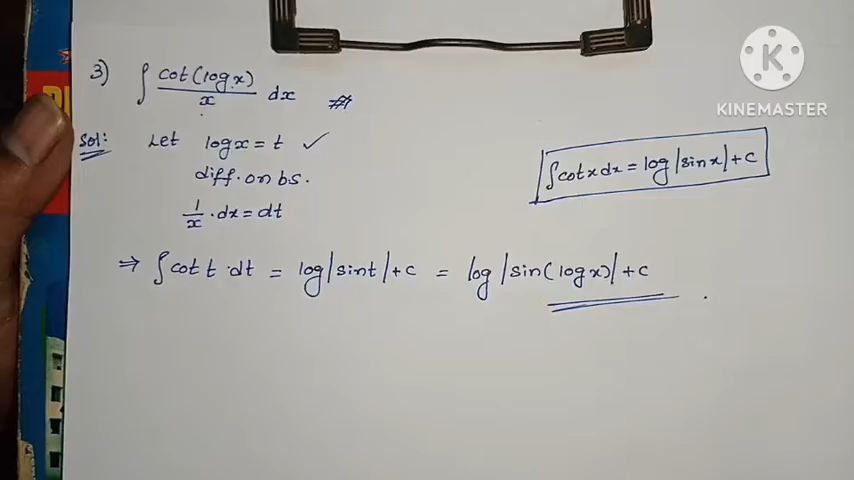 3) ∫ cot(log x)/x dx
KINEMASTER
Sol: Let log x = t ✓
diff. on bs.
1/x · dx = dt
∫cot x dx = log|sin x| + c
⇒ ∫cot t · dt = log|sin t| + c = log|sin(log x)| + c